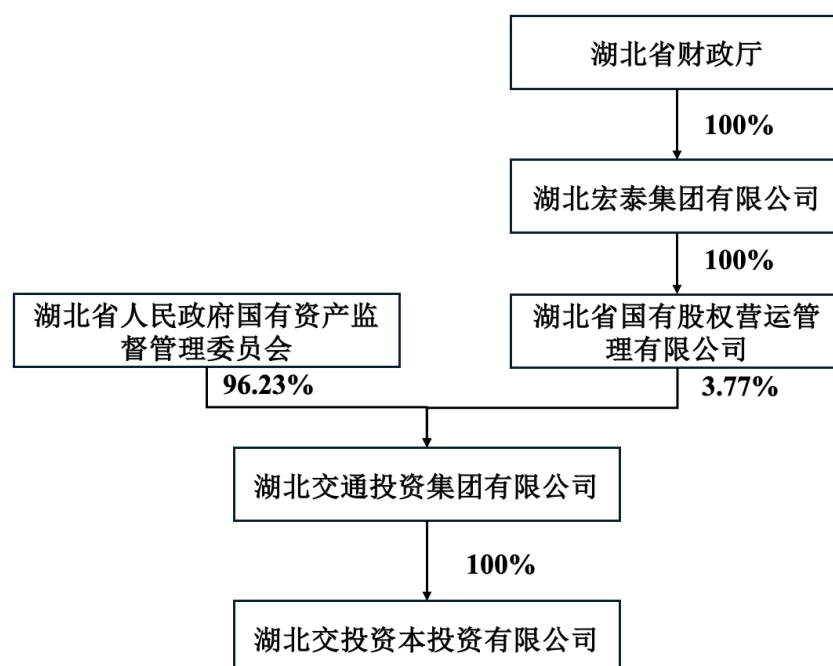 湖北省财政厅
100%
湖北宏泰集团有限公司
100%
湖北省人民政府国有资产监
督管理委员会
湖北省国有股权营运管
理有限公司
96.23%
3.77%
湖北交通投资集团有限公司
100%
湖北交投资本投资有限公司